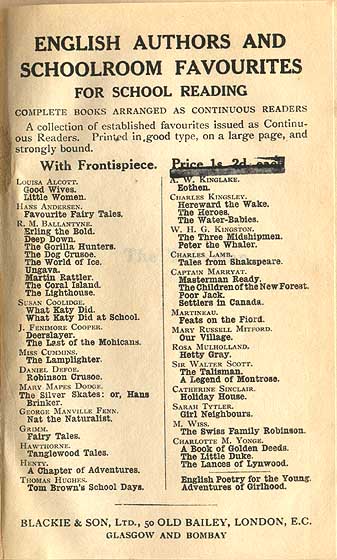 ENGLISH AUTHORS AND
SCHOOLROOM FAVOURITES
FOR SCHOOL READING
COMPLETE BOOKS ARRANGED AS CONTINUOUS READERS
A collection of established favourites issued as Continu-
ous Readers. Printed in good type, on a large page, and
strongly bound.
With Frontispiece. Price 1s. 2d. each
LOUISA ALCOTT.
Good Wives.
Little Women.
HANS ANDERSEN.
Favourite Fairy Tales.
R. M. BALLANTYNE.
Erling the Bold.
Deep Down.
The Gorilla Hunters.
The Dog Crusoe.
The World of Ice.
Ungava.
Martin Rattler.
The Coral Island.
The Lighthouse.
SUSAN COOLIDGE.
What Katy Did.
What Katy Did at School.
J. FENIMORE COOPER.
Deerslayer.
The Last of the Mohicans.
MISS CUMMINS.
The Lamplighter.
DANIEL DEFOE.
Robinson Crusoe.
MARY MAPES DODGE.
The Silver Skates: or, Hans
Brinker.
GEORGE MANVILLE FENN.
Nat the Naturalist.
GRIMM.
Fairy Tales.
HAWTHORNE.
Tanglewood Tales.
HENTY.
A Chapter of Adventures.
THOMAS HUGHES.
Tom Brown's School Days.
A. W. KINGLAKE.
Eothen.
CHARLES KINGSLEY.
Hereward the Wake.
The Heroes.
The Water-Babies.
W. H. G. KINGSTON.
The Three Midshipmen.
Peter the Whaler.
CHARLES LAMB.
Tales from Shakspeare.
CAPTAIN MARRYAT.
Masterman Ready.
The Children of the New Forest.
Poor Jack.
Settlers in Canada.
MARTINEAU.
Feats on the Fiord.
MARY RUSSELL MITFORD.
Our Village.
ROSA MULHOLLAND.
Hetty Gray.
SIR WALTER SCOTT.
The Talisman.
A Legend of Montrose.
CATHERINE SINCLAIR.
Holiday House.
SARAH TYTLER.
Girl Neighbours.
M. WISS.
The Swiss Family Robinson.
CHARLOTTE M. YONGE.
A Book of Golden Deeds.
The Little Duke.
The Lances of Lynwood.
English Poetry for the Young.
Adventures of Girlhood.
BLACKIE & SON, LTD., 50 OLD BAILEY, LONDON, E.C.
GLASGOW AND BOMBAY